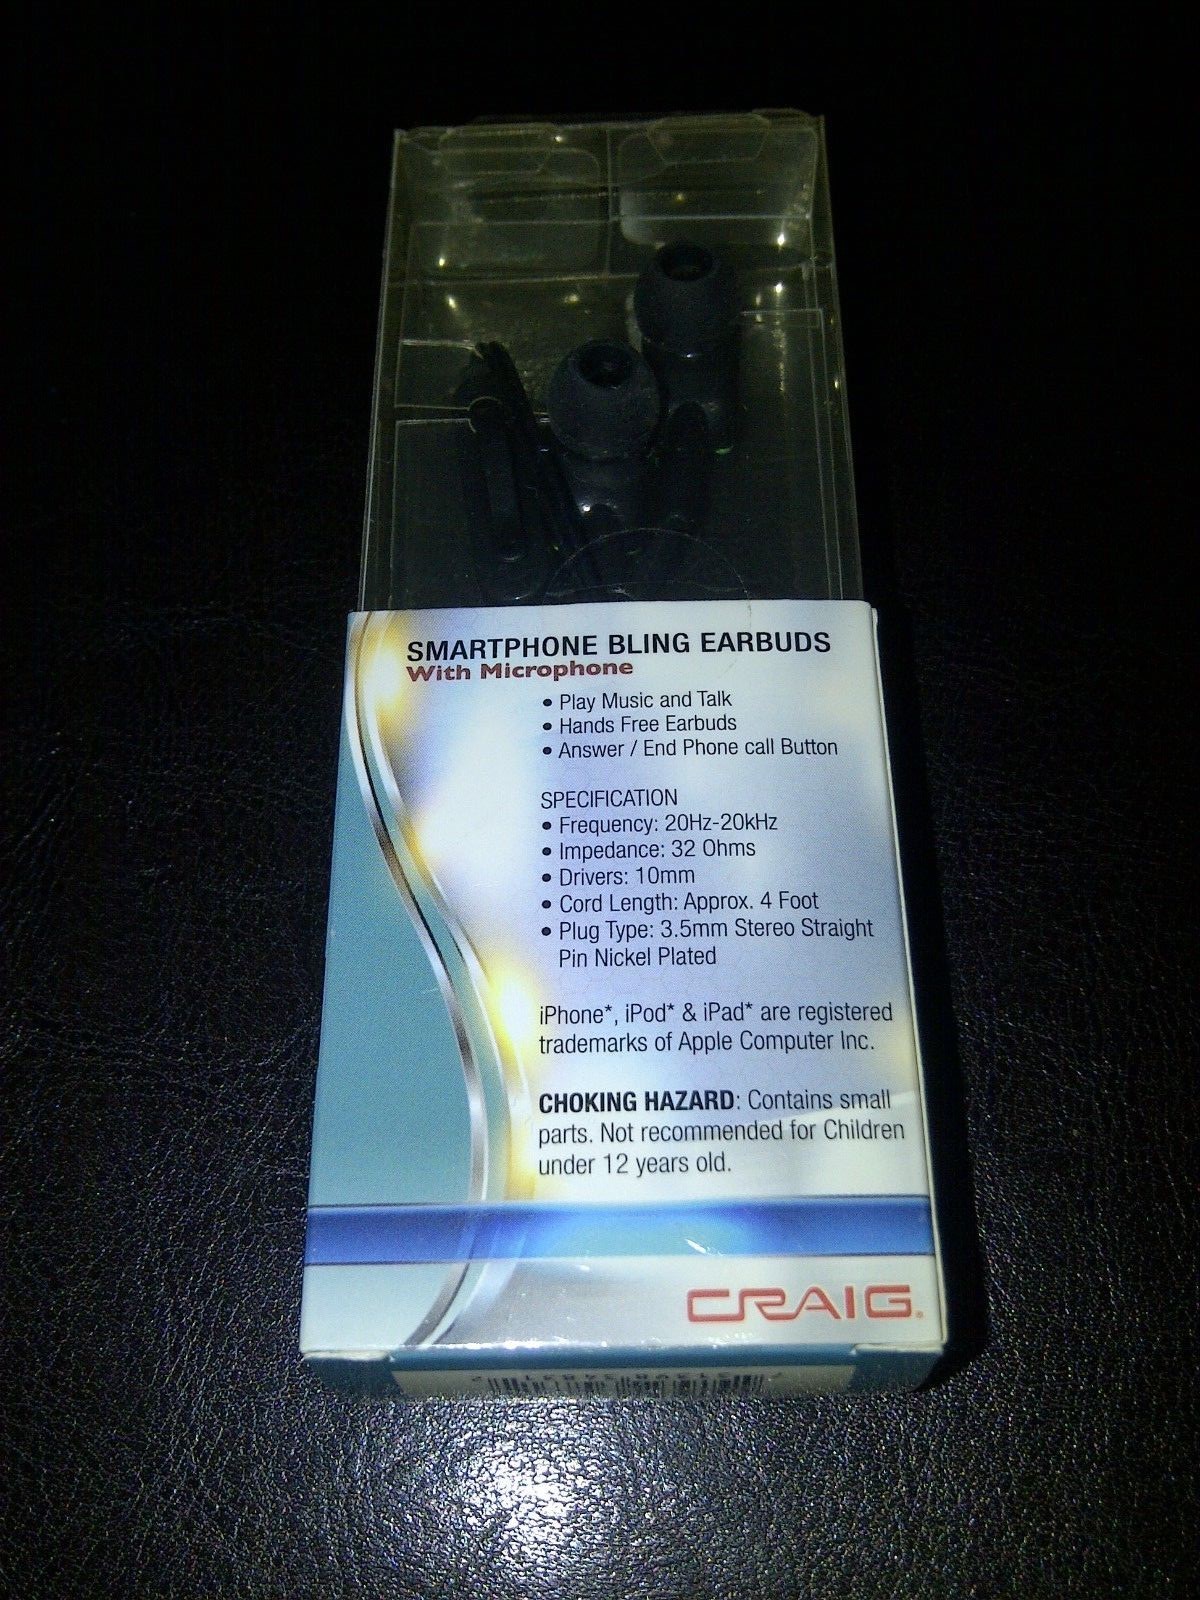 SMARTPHONE BLING EARBUDS
With Microphone
• Play Music and Talk
• Hands Free Earbuds
• Answer / End Phone call Button
SPECIFICATION
• Frequency: 20Hz-20kHz
• Impedance: 32 Ohms
• Drivers: 10mm
• Cord Length: Approx. 4 Foot
• Plug Type: 3.5mm Stereo Straight
Pin Nickel Plated
iPhone*, iPod* & iPad* are registered
trademarks of Apple Computer Inc.
CHOKING HAZARD: Contains small
parts. Not recommended for Children
under 12 years old.
CRAIG®